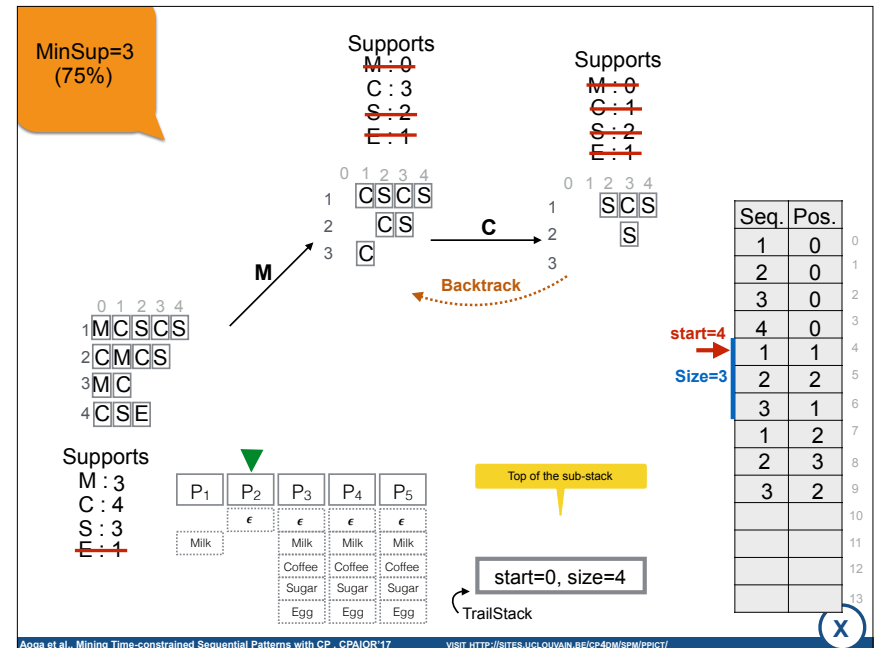 MinSup=3
(75%)
Supports
M : 0
C : 3
S : 2
E : 1
Supports
M : 0
C : 1
S : 2
E : 1
0 1 2 3 4
1 C S C S
2 C S
3 C
0 1 2 3 4
1 S C S
2 S
3
M
C
Backtrack
0 1 2 3 4
1 M C S C S
2 C M C S
3 M C
4 C S E
Supports
M : 3
C : 4
S : 3
E : 1
P1 P2 P3 P4 P5
ϵ ϵ ϵ ϵ
Milk Milk Milk Milk
Coffee Coffee Coffee
Sugar Sugar Sugar
Egg Egg Egg
Top of the sub-stack
start=0, size=4
TrailStack
start=4
Size=3
Seq. Pos.
1 0 0
2 0 1
3 0 2
4 0 3
1 1 4
2 2 5
3 1 6
1 2 7
2 3 8
3 2 9
10
11
12
13
X
Aoga et al., Mining Time-constrained Sequential Patterns with CP , CPAIOR'17
VISIT HTTP://SITES.UCLOUVAIN.BE/CP4DM/SPM/PPICT/